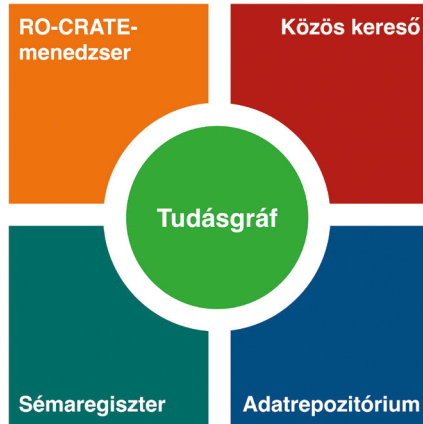 RO-CRATE-
menedzser
Közös kereső
Tudásgráf
Sémaregiszter
Adatrepozitórium